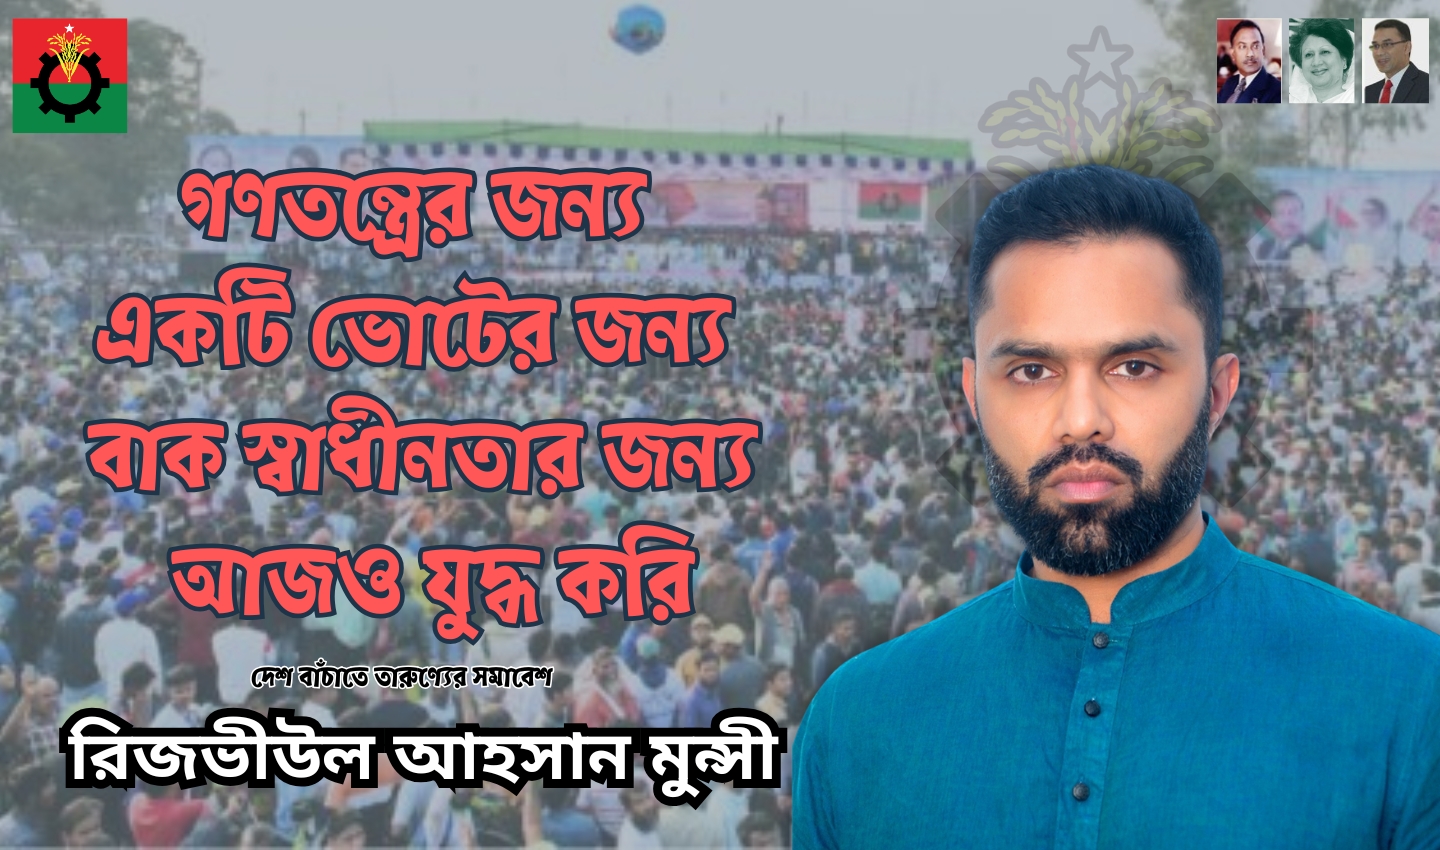 গণতন্ত্রের জন্য
একটি ভোটের জন্য
বাক স্বাধীনতার জন্য
আজও যুদ্ধ করি
দেশ বাঁচাতে তারুণ্যের সমাবেশ
রিজভীউল আহসান মুন্সী